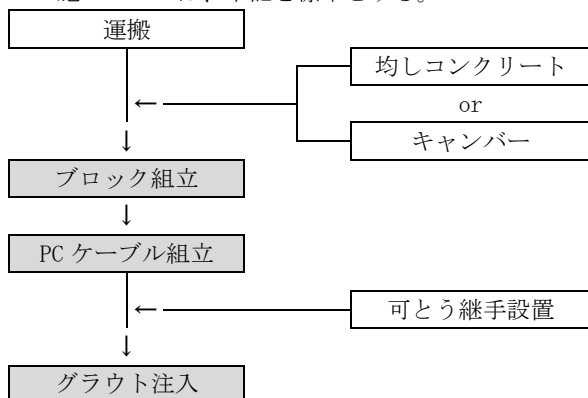 運搬
均しコンクリート
←
or
↓
キャンバー
ブロック組立
↓
PC ケーブル組立
←
可とう継手設置
↓
グラウト注入